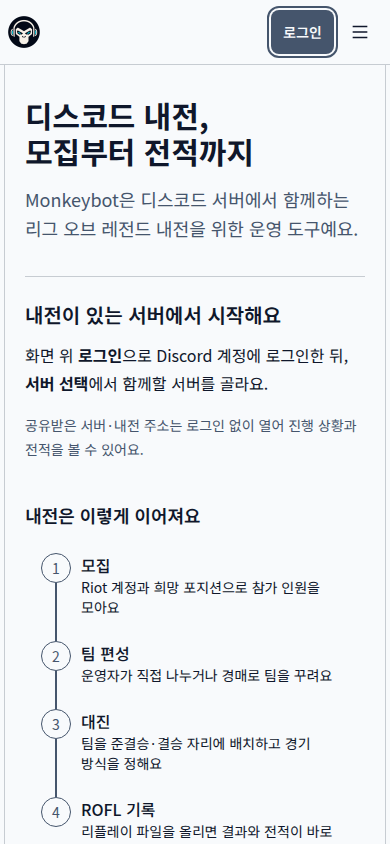 로그인
디스코드 내전,
모집부터 전적까지
Monkeybot은 디스코드 서버에서 함께하는
리그 오브 레전드 내전을 위한 운영 도구예요.
내전이 있는 서버에서 시작해요
화면 위 로그인으로 Discord 계정에 로그인한 뒤,
서버 선택에서 함께할 서버를 골라요.
공유받은 서버·내전 주소는 로그인 없이 열어 진행 상황과
전적을 볼 수 있어요.
내전은 이렇게 이어져요
1
모집
Riot 계정과 희망 포지션으로 참가 인원을
모아요
2
팀 편성
운영자가 직접 나누거나 경매로 팀을 꾸려요
3
대진
팀을 준결승·결승 자리에 배치하고 경기
방식을 정해요
4
ROFL 기록
리플레이 파일을 올리면 결과와 전적이 바로